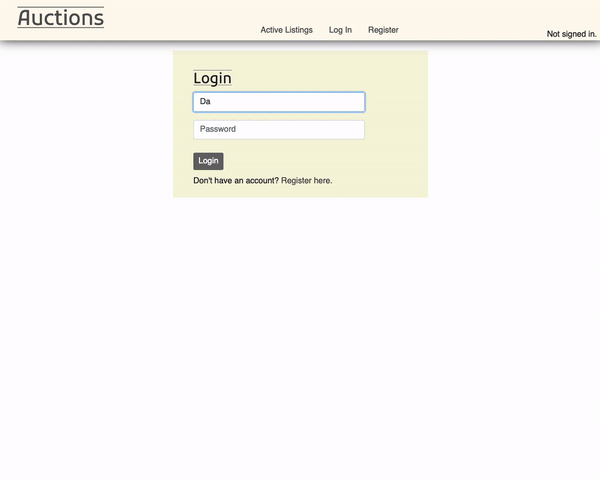 Auctions
Active Listings Log In Register
Not signed in.
Login
Da
Password
Login
Don't have an account? Register here.